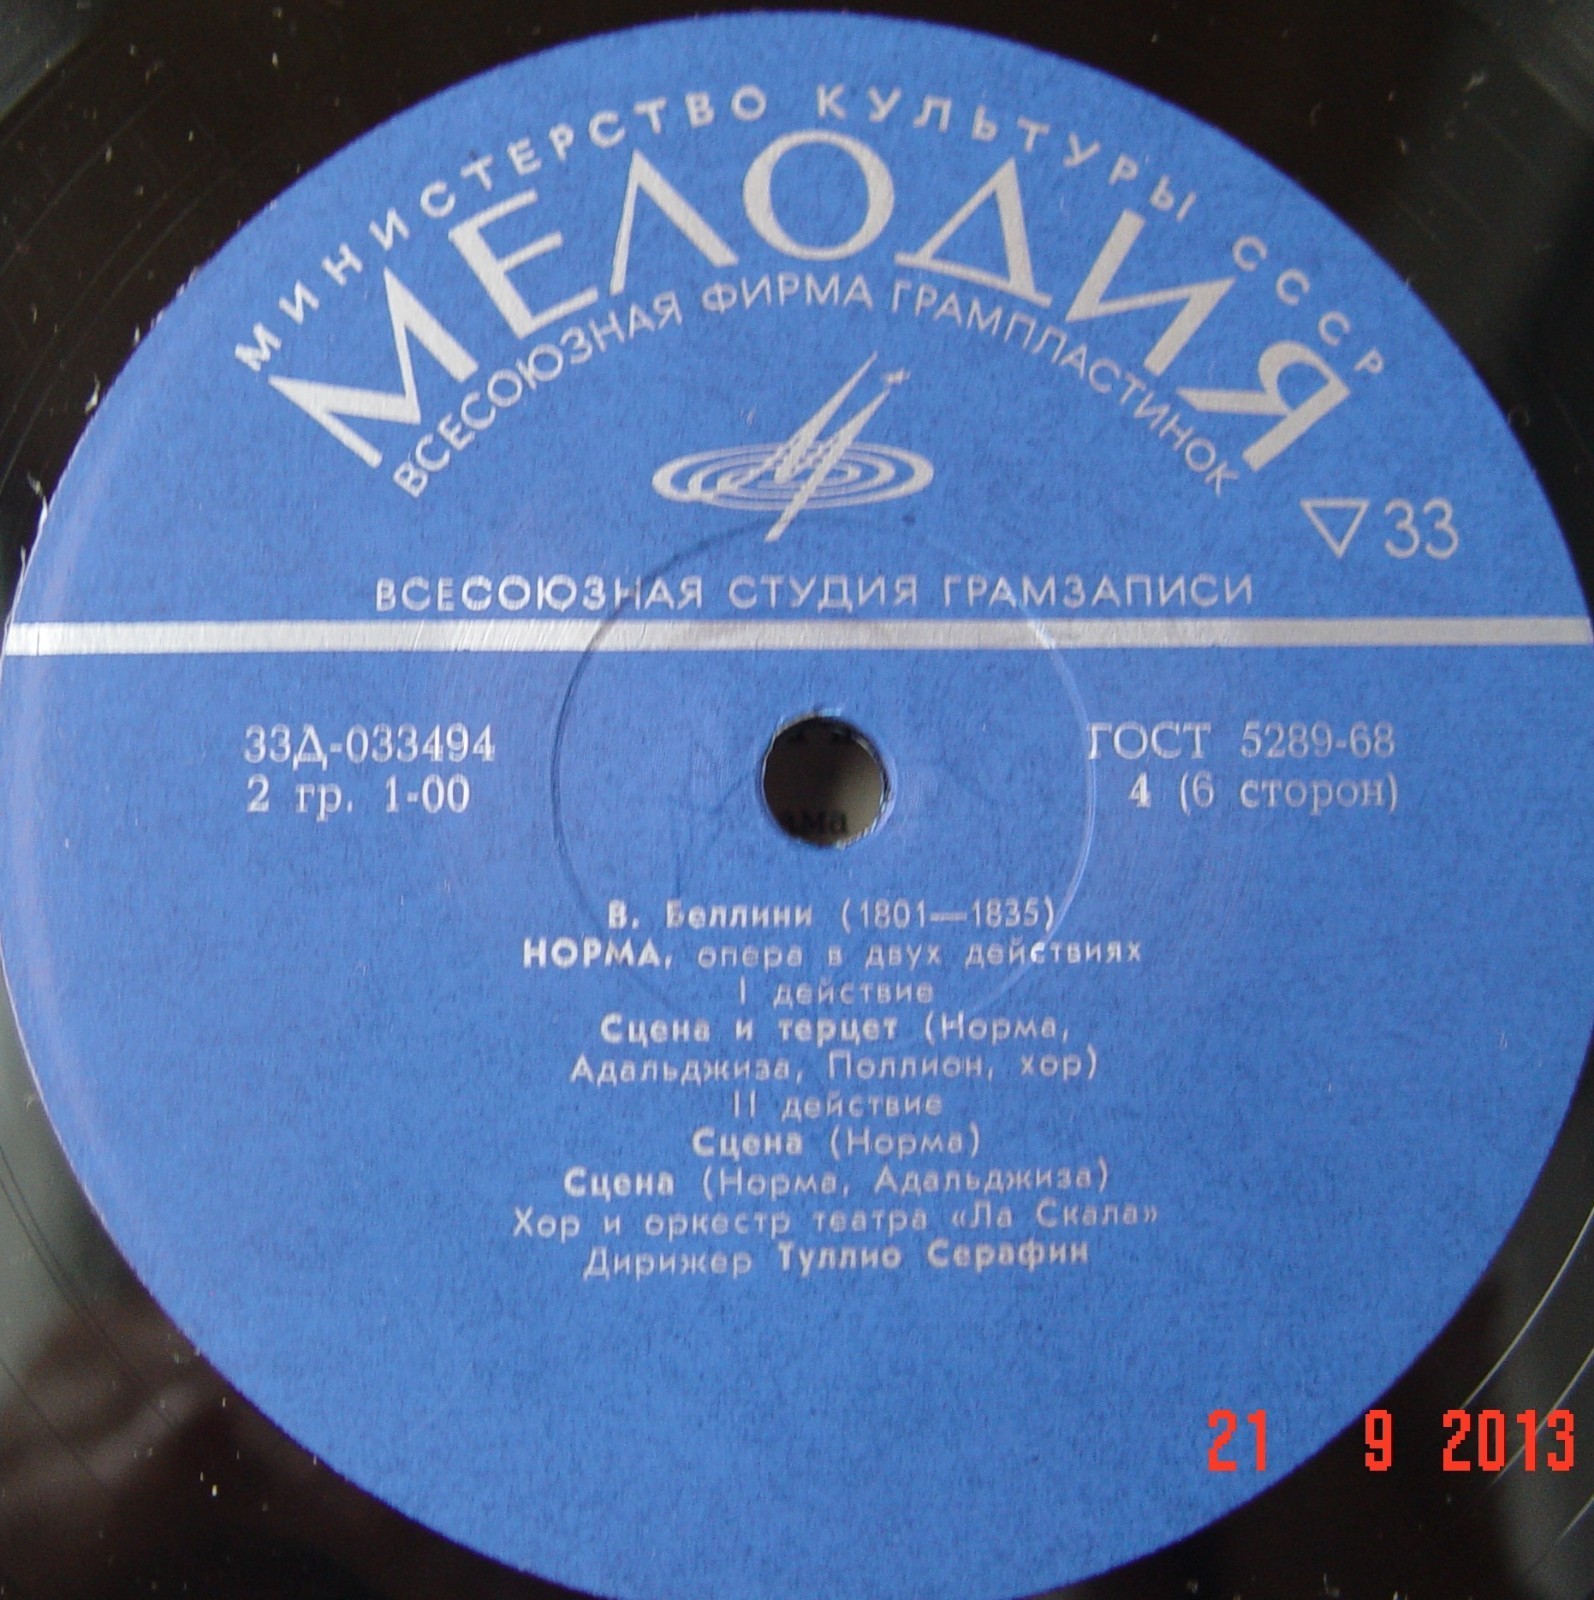 МИНИСТЕРСТВО КУЛЬТУРЫ СССР
МЕЛОДИЯ
ВСЕСОЮЗНАЯ ФИРМА ГРАМПЛАСТИНОК
33
ВСЕСОЮЗНАЯ СТУДИЯ ГРАМЗАПИСИ
33Д-033494
ГОСТ 5289-68
2 гр. 1-00
4 (6 сторон)
В. Беллини (1801—1835)
НОРМА, опера в двух действиях
I действие
Сцена и терцет (Норма,
Адальджиза, Поллион, хор)
II действие
Сцена (Норма)
Сцена (Норма, Адальджиза)
Хор и оркестр театра «Ла Скала»
Дирижер Туллио Серафин
21 9 2013